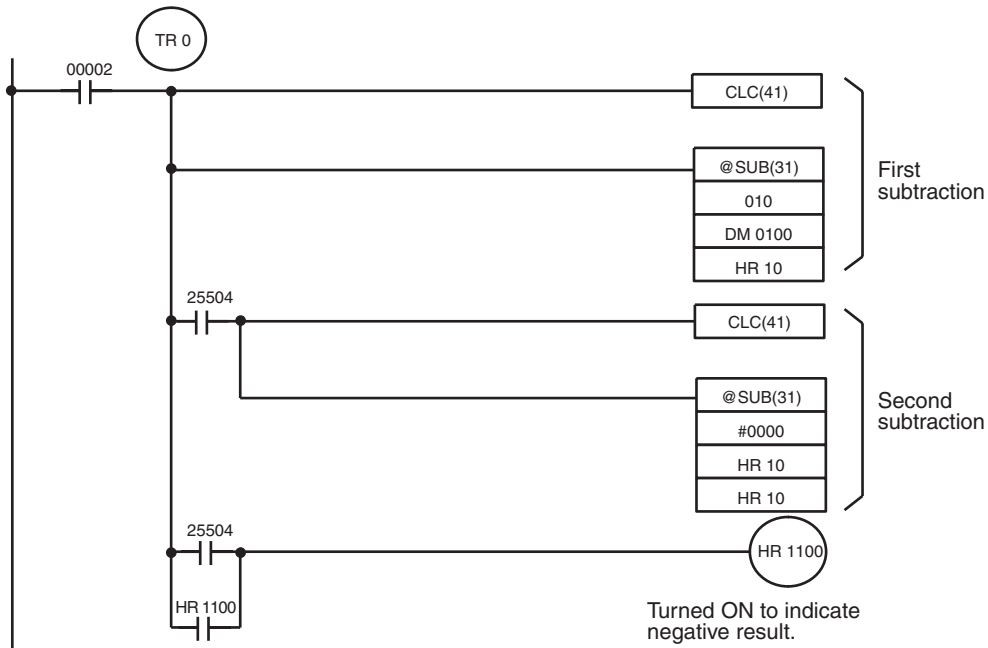 TR 0
00002
CLC(41)
@SUB(31)
010
DM 0100
HR 10
First
subtraction
25504
CLC(41)
@SUB(31)
#0000
HR 10
HR 10
Second
subtraction
25504
HR 1100
HR 1100
Turned ON to indicate
negative result.